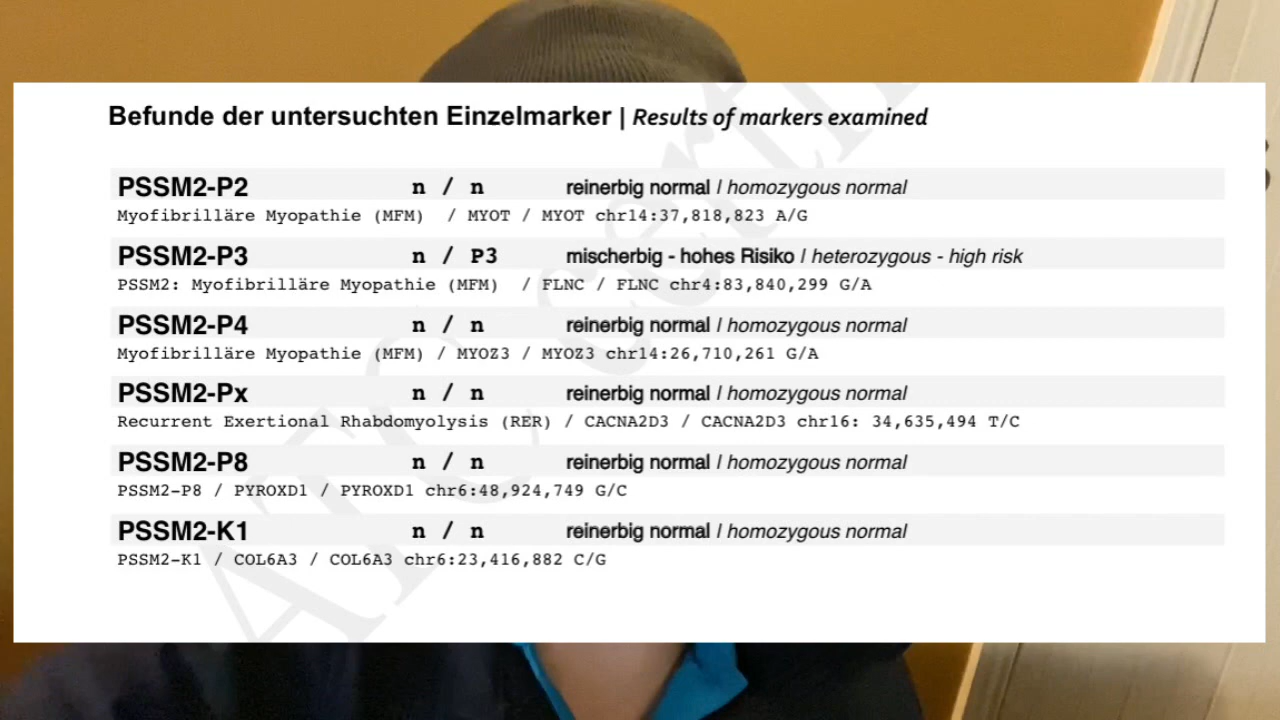 Befunde der untersuchten Einzelmarker | Results of markers examined
PSSM2-P2 n / n reinerbig normal / homozygous normal
Myofibrilläre Myopathie (MFM) / MYOT / MYOT chr14:37,818,823 A/G
PSSM2-P3 n / P3 mischerbig - hohes Risiko / heterozygous - high risk
PSSM2: Myofibrilläre Myopathie (MFM) / FLNC / FLNC chr4:83,840,299 G/A
PSSM2-P4 n / n reinerbig normal / homozygous normal
Myofibrilläre Myopathie (MFM) / MYOZ3 / MYOZ3 chr14:26,710,261 G/A
PSSM2-Px n / n reinerbig normal / homozygous normal
Recurrent Exertional Rhabdomyolysis (RER) / CACNA2D3 / CACNA2D3 chr16: 34,635,494 T/C
PSSM2-P8 n / n reinerbig normal / homozygous normal
PSSM2-P8 / PYROXD1 / PYROXD1 chr6:48,924,749 G/C
PSSM2-K1 n / n reinerbig normal / homozygous normal
PSSM2-K1 / COL6A3 / COL6A3 chr6:23,416,882 C/G